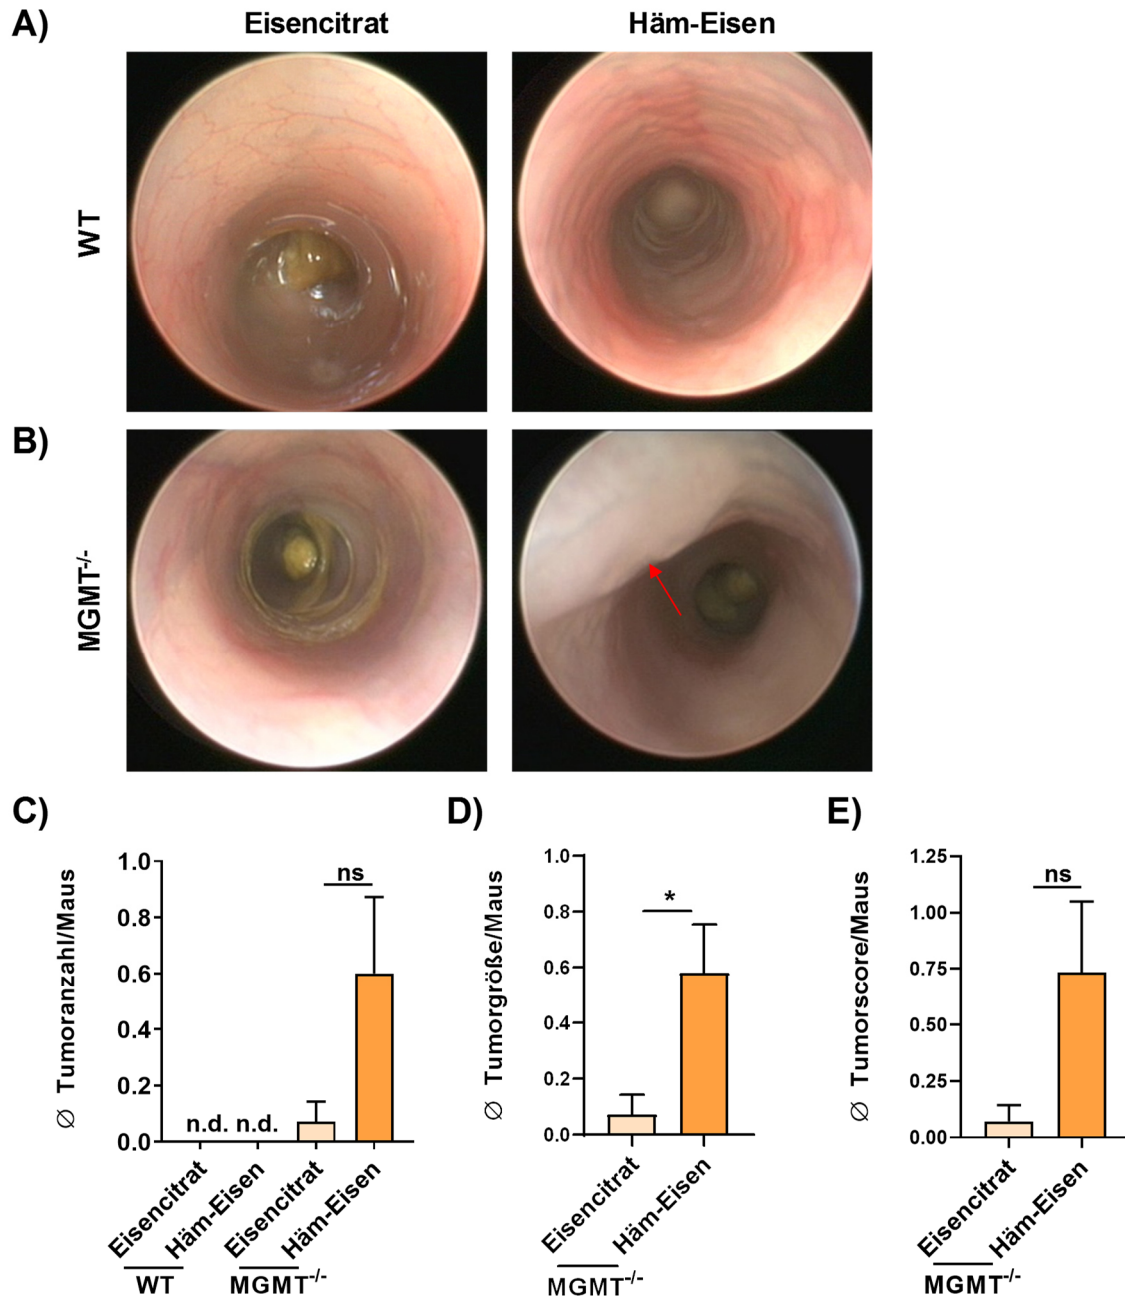 A)
Eisencitrat Häm-Eisen
WT
B)
MGMT-/-
C)
D)
E)
Ø Tumoranzahl/Maus
1.0
0.8
0.6
0.4
0.2
0.0
n.d. n.d.
ns
Eisencitrat
Häm-Eisen
Eisencitrat
Häm-Eisen
WT
MGMT-/-
Ø Tumorgröße/Maus
1.0
0.8
0.6
0.4
0.2
0.0
*
Eisencitrat
Häm-Eisen
MGMT-/-
Ø Tumorscore/Maus
1.25
1.00
0.75
0.50
0.25
0.00
ns
Eisencitrat
Häm-Eisen
MGMT-/-